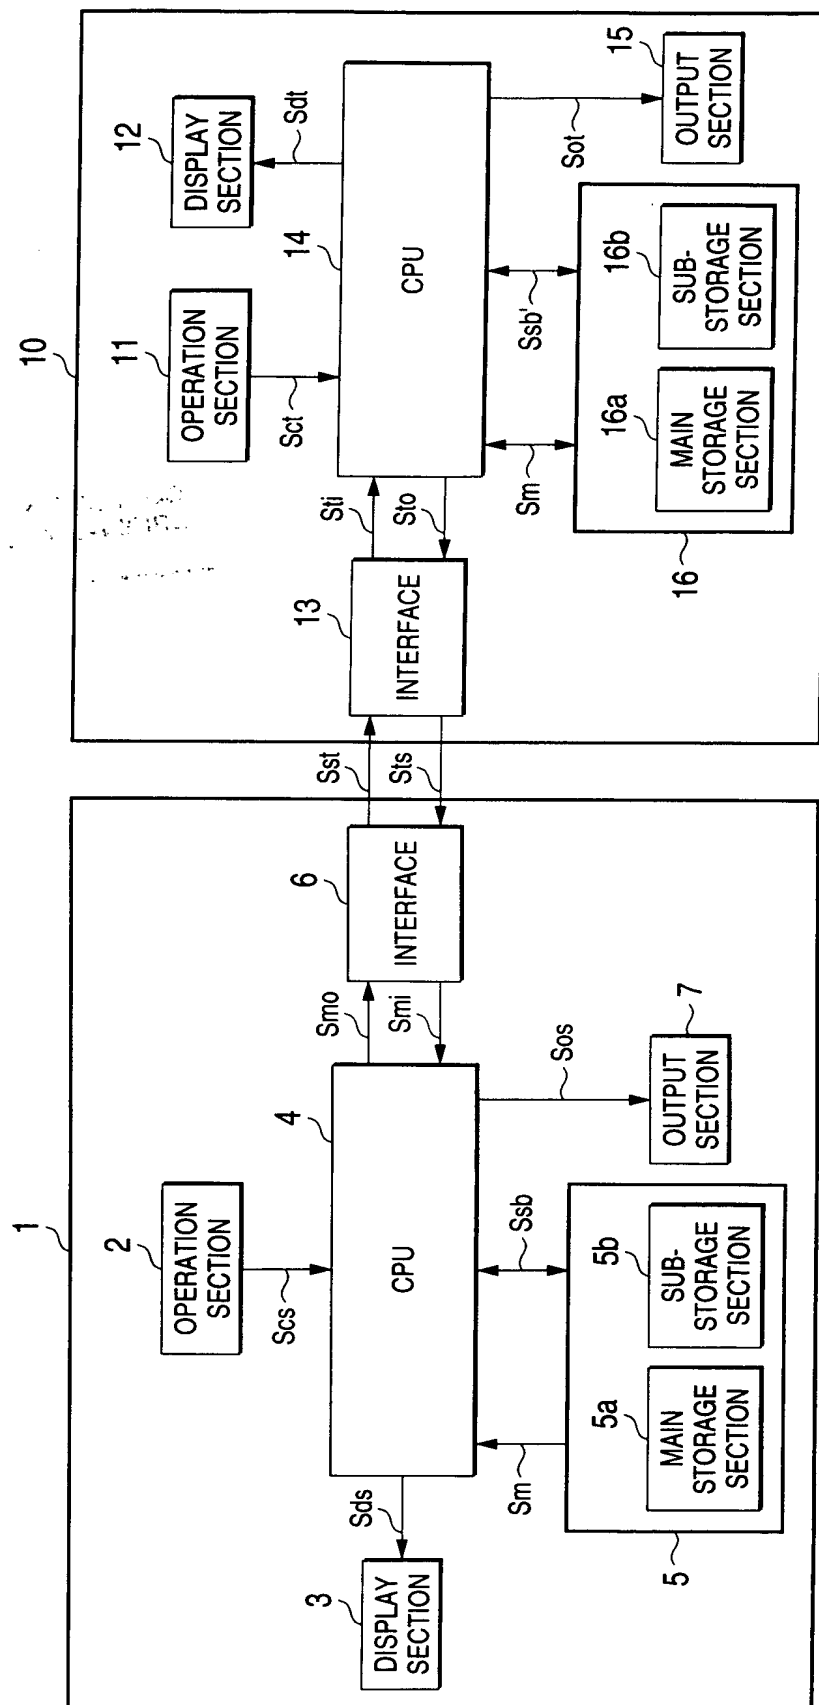 1
2
OPERATION
SECTION
Scs
4
CPU
Sds
3
DISPLAY
SECTION
Smo
Smi
6
INTERFACE
Sm
Ssb
5
5a
MAIN
STORAGE
SECTION
5b
SUB-
STORAGE
SECTION
Sos
7
OUTPUT
SECTION
Sst
Sts
10
11
OPERATION
SECTION
Sct
12
DISPLAY
SECTION
Sdt
13
INTERFACE
Sti
Sto
14
CPU
Sm
Ssb'
16
16a
MAIN
STORAGE
SECTION
16b
SUB-
STORAGE
SECTION
Sot
15
OUTPUT
SECTION